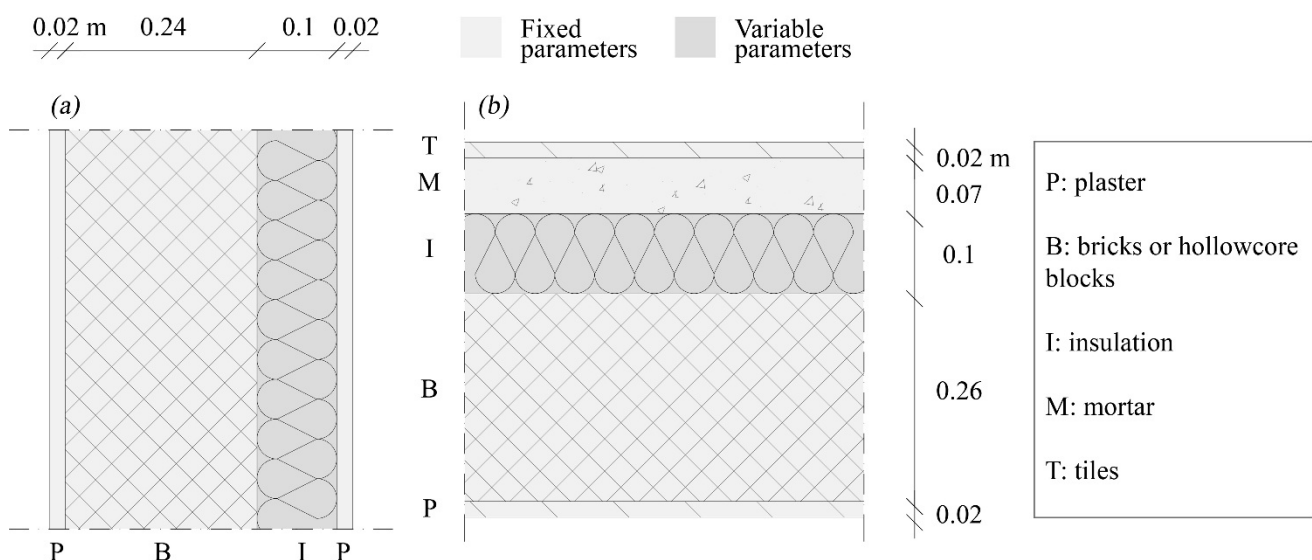 0.02 m 0.24 0.1 0.02
Fixed
parameters
Variable
parameters
(a)
P B I P
(b)
T
M
I
B
P
0.02 m
0.07
0.1
0.26
0.02
P: plaster
B: bricks or hollowcore
blocks
I: insulation
M: mortar
T: tiles